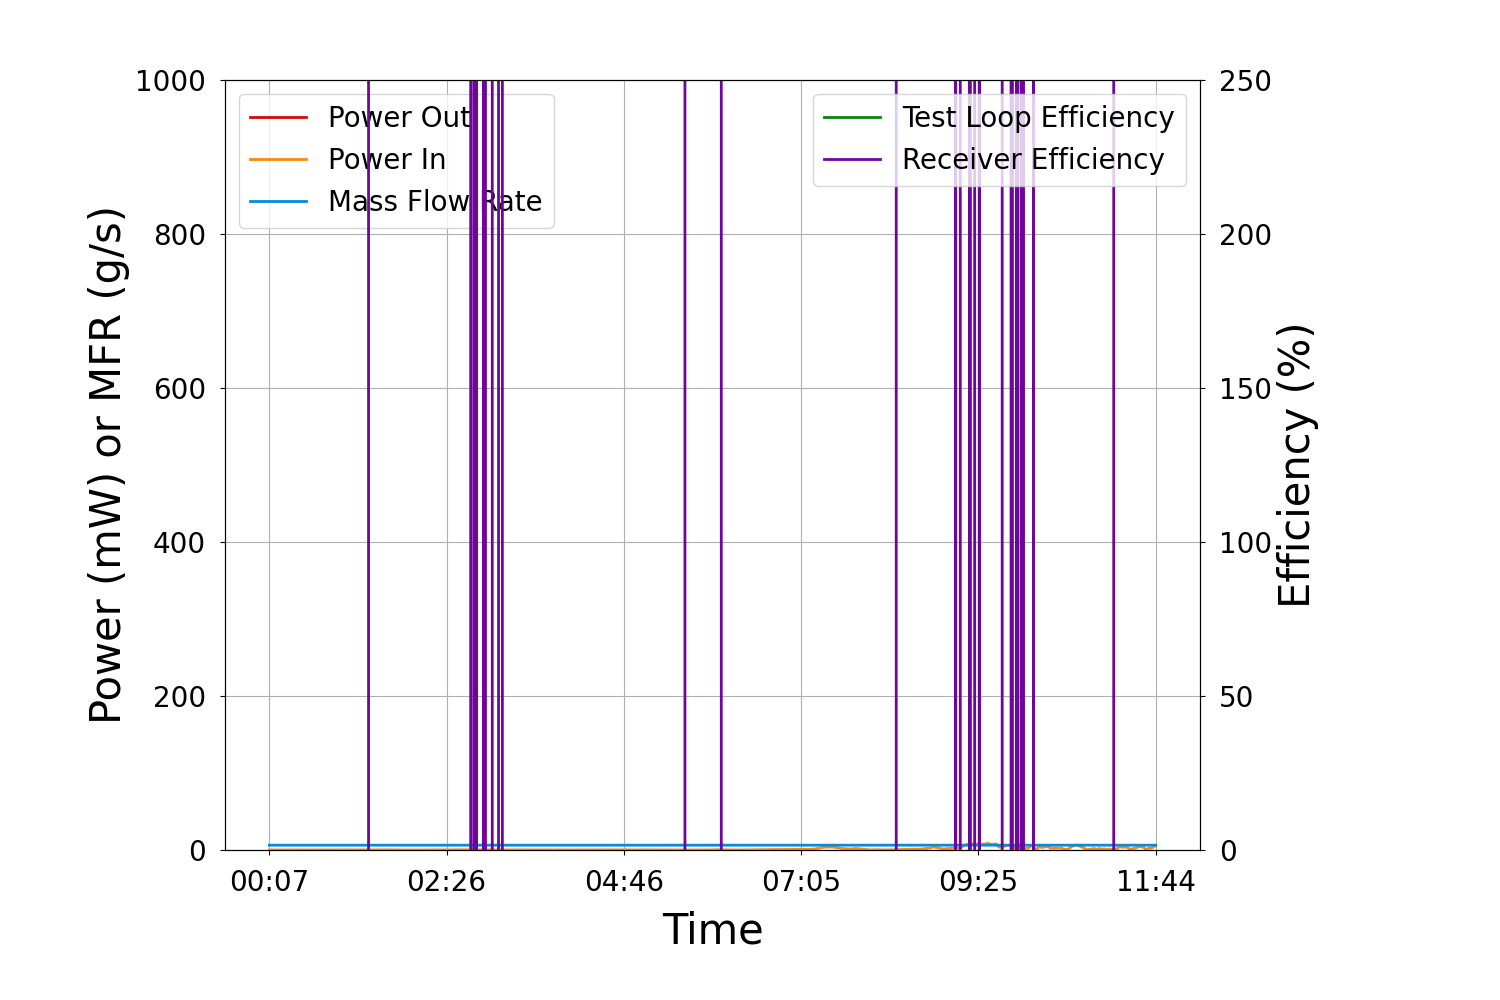 1000
800
600
400
200
0
Power (mW) or MFR (g/s)
Power Out
Power In
Mass Flow Rate
Test Loop Efficiency
Receiver Efficiency
250
200
150
100
50
0
Efficiency (%)
00:07 02:26 04:46 07:05 09:25 11:44
Time